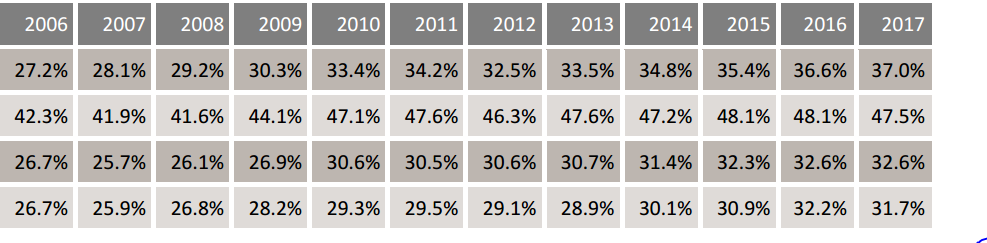 2006 2007 2008 2009 2010 2011 2012 2013 2014 2015 2016 2017
27.2% 28.1% 29.2% 30.3% 33.4% 34.2% 32.5% 33.5% 34.8% 35.4% 36.6% 37.0%
42.3% 41.9% 41.6% 44.1% 47.1% 47.6% 46.3% 47.6% 47.2% 48.1% 48.1% 47.5%
26.7% 25.7% 26.1% 26.9% 30.6% 30.5% 30.6% 30.7% 31.4% 32.3% 32.6% 32.6%
26.7% 25.9% 26.8% 28.2% 29.3% 29.5% 29.1% 28.9% 30.1% 30.9% 32.2% 31.7%